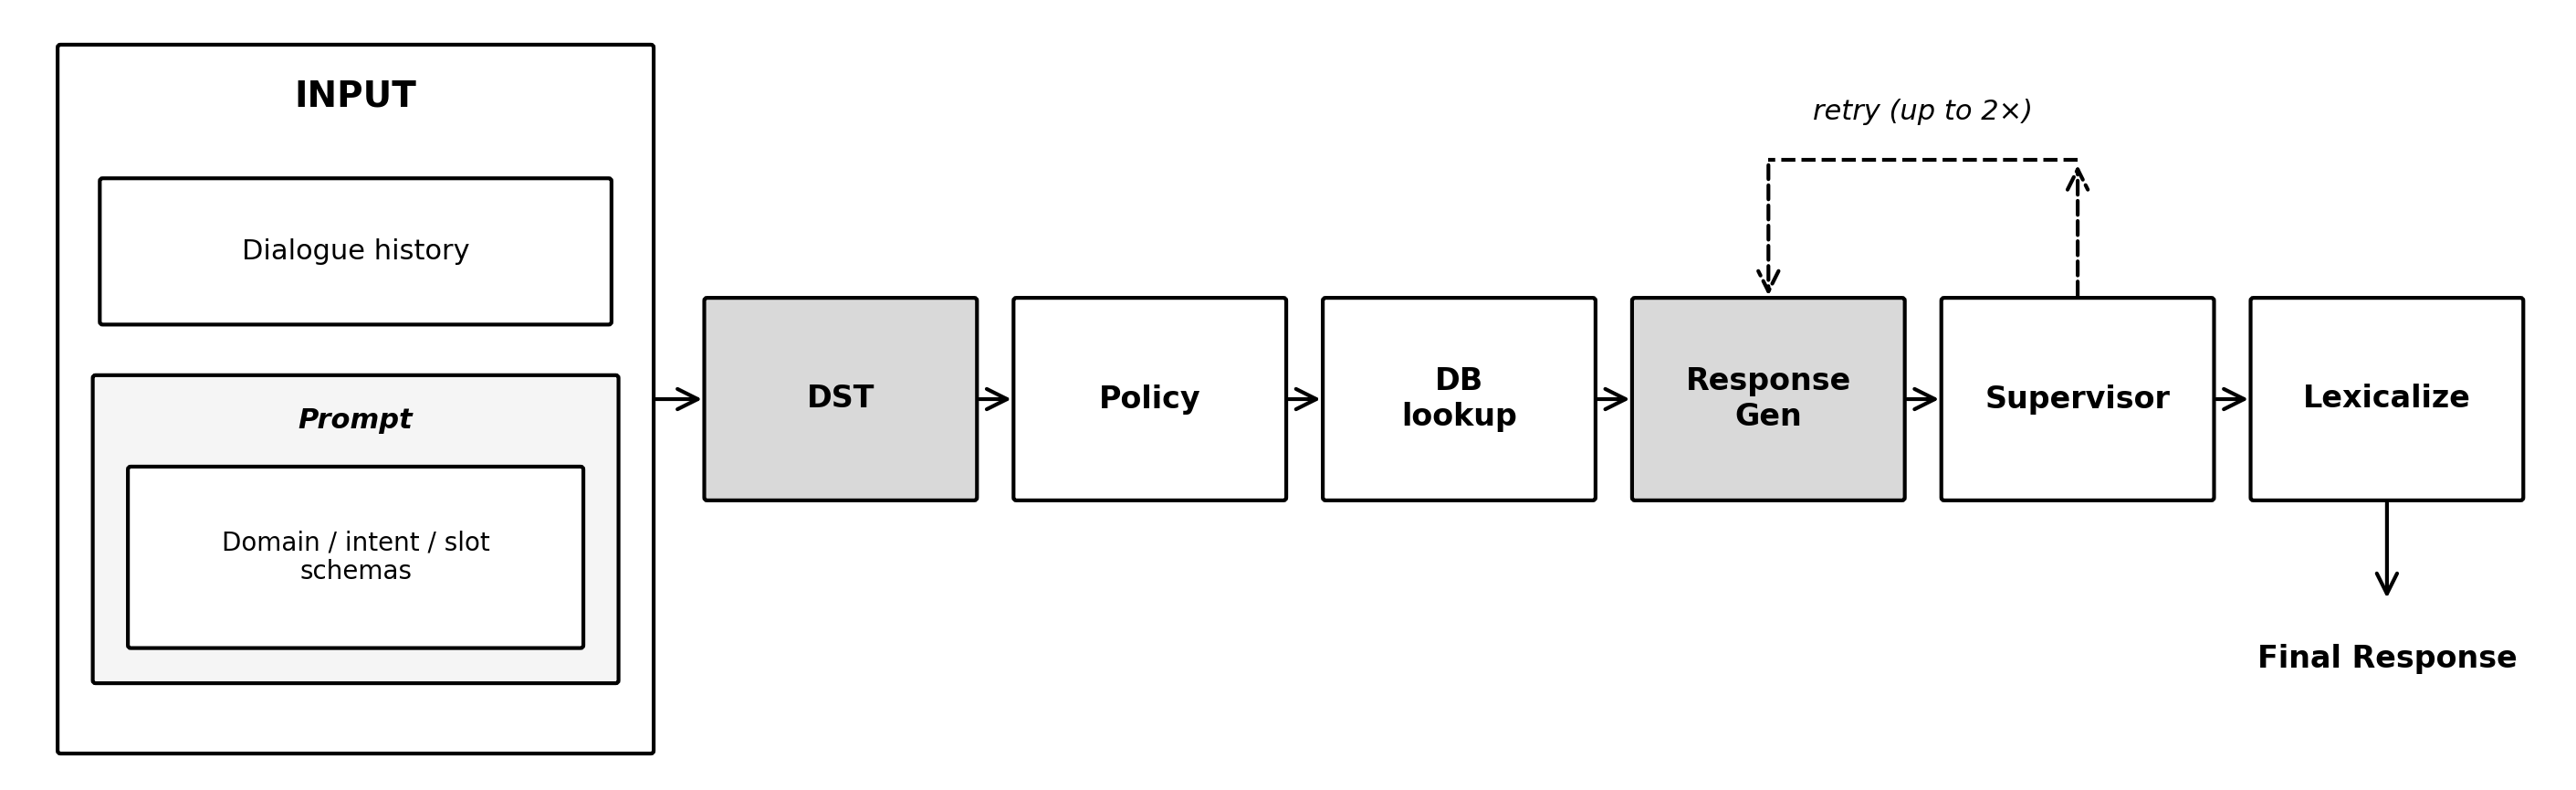 INPUT
Dialogue history
Prompt
Domain / intent / slot
schemas
DST
Policy
DB
lookup
retry (up to 2×)
Response
Gen
Supervisor
Lexicalize
Final Response